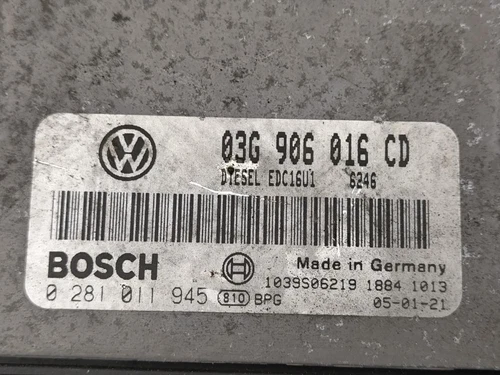 03G 906 016 CD
DIESEL EDC16U1 6246
BOSCH
Made in Germany
1039S06219 1884 1013
0 281 011 945 810 BPG 05-01-21